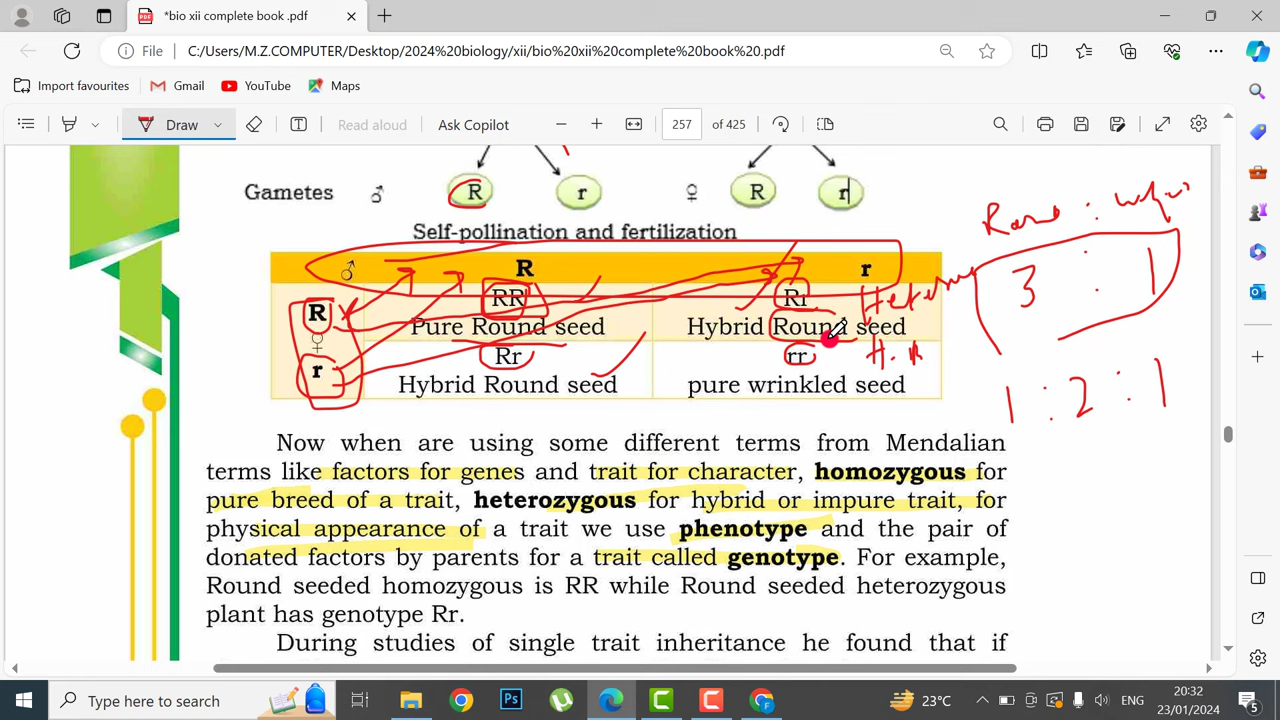 *bio xii complete book .pdf
File
C:/Users/M.Z.COMPUTER/Desktop/2024%20biology/xii/bio%20xii%20complete%20book%20.pdf
Import favourites
Gmail
YouTube
Maps
Draw
Read aloud
Ask Copilot
257
of 425
Gametes ♂ R r ♀ R r
Self-pollination and fertilization
♂ R r
R RR Rr
♀ Pure Round seed Hybrid Round seed
r Rr rr
Hybrid Round seed pure wrinkled seed
3 : 1
H. R
1 : 2 : 1
Now when are using some different terms from Mendalian
terms like factors for genes and trait for character, homozygous for
pure breed of a trait, heterozygous for hybrid or impure trait, for
physical appearance of a trait we use phenotype and the pair of
donated factors by parents for a trait called genotype. For example,
Round seeded homozygous is RR while Round seeded heterozygous
plant has genotype Rr.
During studies of single trait inheritance he found that if
Type here to search
Ps
23°C
ENG
20:32
23/01/2024
5